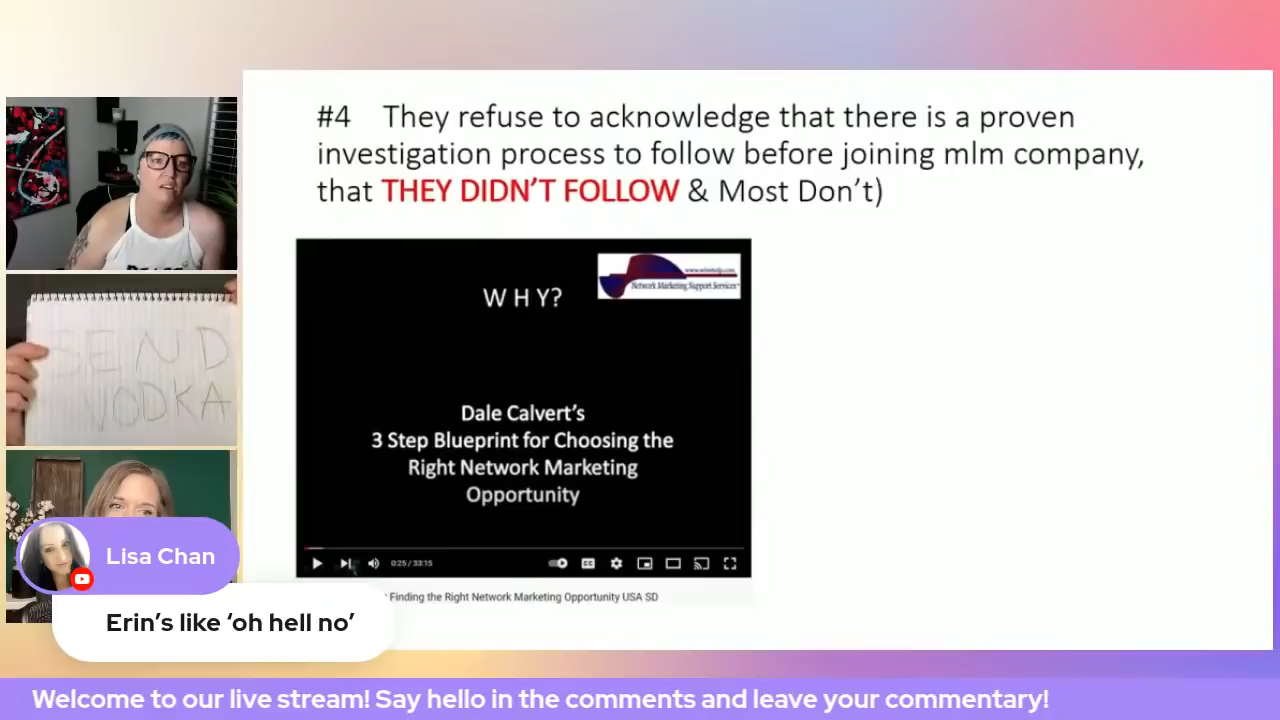 #4 They refuse to acknowledge that there is a proven
investigation process to follow before joining mlm company,
that THEY DIDN'T FOLLOW & Most Don't)
W H Y?
Network Marketing Support Services
Dale Calvert's
3 Step Blueprint for Choosing the
Right Network Marketing
Opportunity
0:25 / 33:15
Finding the Right Network Marketing Opportunity USA SD
SEND
VODKA
Lisa Chan
Erin's like 'oh hell no'
Welcome to our live stream! Say hello in the comments and leave your commentary!